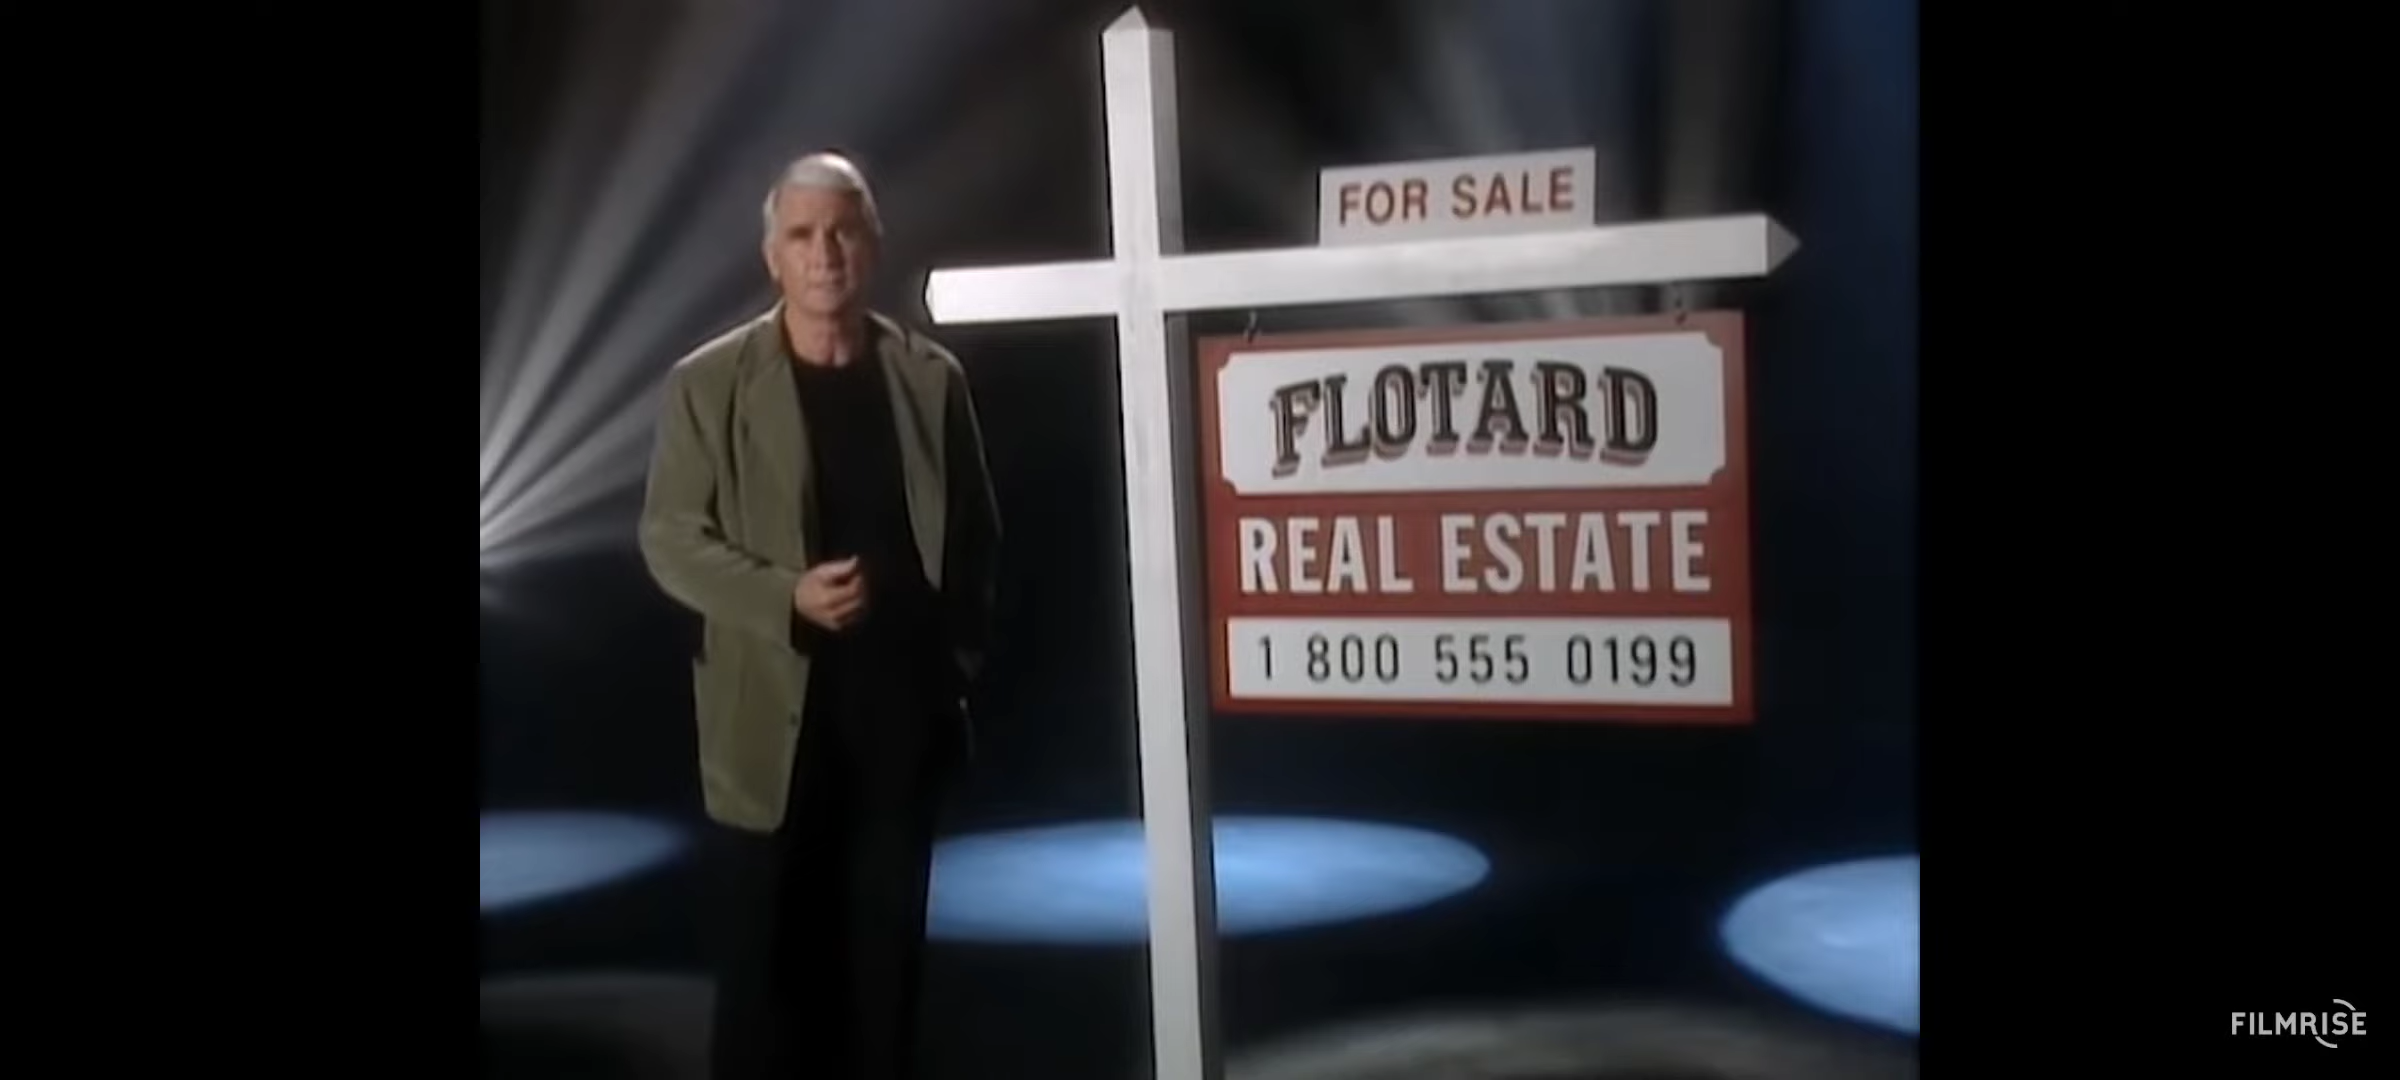 FOR SALE
FLOTARD
REAL ESTATE
1 800 555 0199
FILMRISE